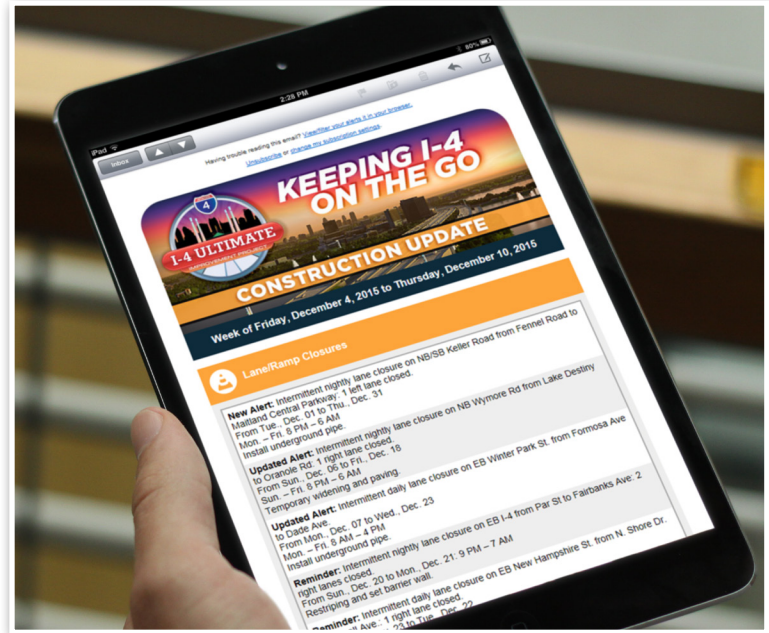 80%
2:28 PM
iPad
Inbox
Having trouble reading this email? View/filter your alerts it in your browser.
Unsubscribe or change my subscription settings.
KEEPING I-4
ON THE GO
4
I-4 ULTIMATE
IMPROVEMENT PROJECT
CONSTRUCTION UPDATE
Week of Friday, December 4, 2015 to Thursday, December 10, 2015
Lane/Ramp Closures
New Alert: Intermittent nightly lane closure on NB/SB Keller Road from Fennel Road to
Maitland Central Parkway: 1 left lane closed.
From Tue., Dec. 01 to Thu., Dec. 31
Mon. – Fri. 8 PM – 6 AM
Install underground pipe.
Updated Alert: Intermittent nightly lane closure on NB Wymore Rd from Lake Destiny
to Oranole Rd: 1 right lane closed.
From Sun., Dec. 06 to Fri., Dec. 18
Sun. – Fri. 8 PM – 6 AM
Temporary widening and paving.
Updated Alert: Intermittent daily lane closure on EB Winter Park St. from Formosa Ave
to Dade Ave.
From Mon., Dec. 07 to Wed., Dec. 23
Mon. – Fri. 8 AM – 4 PM
Install underground pipe.
Reminder: Intermittent nightly lane closure on EB I-4 from Par St to Fairbanks Ave: 2
right lanes closed.
From Sun., Dec. 20 to Mon., Dec. 21: 9 PM – 7 AM
Restriping and set barrier wall.
Reminder: Intermittent daily lane closure on EB New Hampshire St. from N. Shore Dr.
Ave.: 1 right lane closed.
23 to Tue., Dec. 22